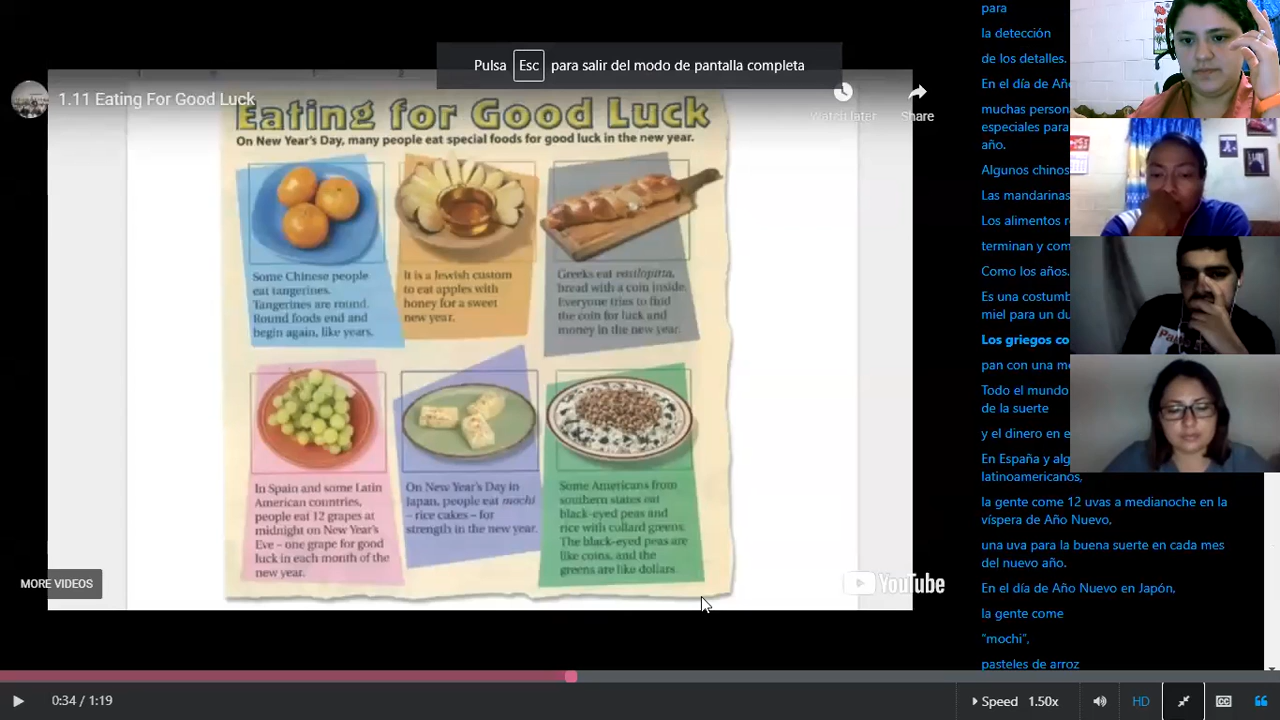 Pulsa Esc para salir del modo de pantalla completa
1.11 Eating For Good Luck
Watch later
Share
Eating for Good Luck
On New Year's Day, many people eat special foods for good luck in the new year.
Some Chinese people
eat tangerines.
Tangerines are round.
Round foods end and
begin again, like years.
It is a Jewish custom
to eat apples with
honey for a sweet
new year.
Greeks eat vasilopitta,
bread with a coin inside.
Everyone tries to find
the coin for luck and
money in the new year.
In Spain and some Latin
American countries,
people eat 12 grapes at
midnight on New Year's
Eve – one grape for good
luck in each month of the
new year.
On New Year's Day in
Japan, people eat mochi
– rice cakes – for
strength in the new year.
Some Americans from
southern states eat
black-eyed peas and
rice with collard greens.
The black-eyed peas are
like coins, and the
greens are like dollars.
MORE VIDEOS
YouTube
0:34 / 1:19
Speed 1.50x
HD
CC
para
la detección
de los detalles.
En el día de Añ
muchas person
especiales para
año.
Algunos chinos
Las mandarinas
Los alimentos r
terminan y com
Como los años.
Es una costumb
miel para un du
Los griegos co
pan con una m
Todo el mundo
de la suerte
y el dinero en e
En España y alg
latinoamericanos,
la gente come 12 uvas a medianoche en la
víspera de Año Nuevo,
una uva para la buena suerte en cada mes
del nuevo año.
En el día de Año Nuevo en Japón,
la gente come
“mochi”,
pasteles de arroz